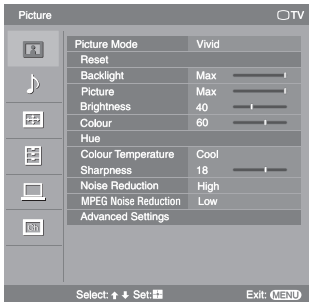 Picture TV
Picture Mode Vivid
Reset
Backlight Max
Picture Max
Brightness 40
Colour 60
Hue
Colour Temperature Cool
Sharpness 18
Noise Reduction High
MPEG Noise Reduction Low
Advanced Settings
Select: Set: Exit: MENU